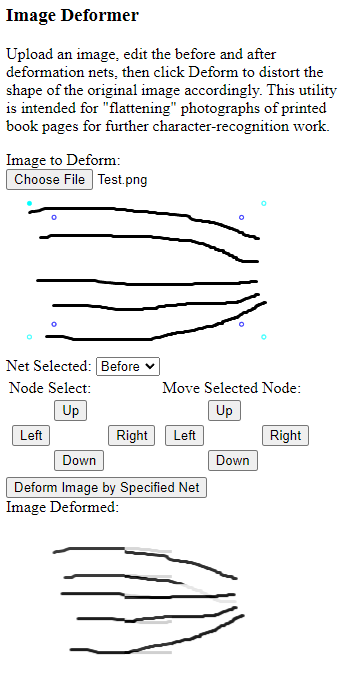 Image Deformer
Upload an image, edit the before and after
deformation nets, then click Deform to distort the
shape of the original image accordingly. This utility
is intended for "flattening" photographs of printed
book pages for further character-recognition work.
Image to Deform:
Choose File Test.png
Net Selected: Before
Node Select: Move Selected Node:
Up Up
Left Right Left Right
Down Down
Deform Image by Specified Net
Image Deformed: